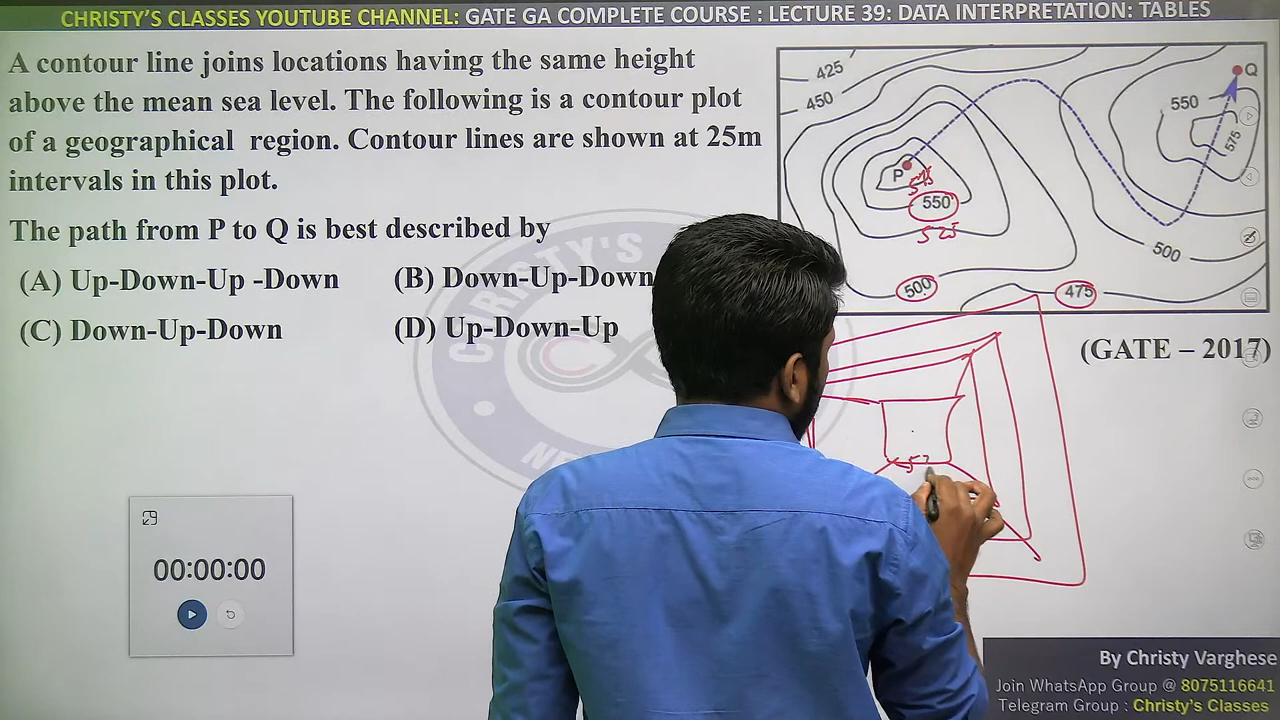 CHRISTY'S CLASSES YOUTUBE CHANNEL: GATE GA COMPLETE COURSE : LECTURE 39: DATA INTERPRETATION: TABLES
A contour line joins locations having the same height
above the mean sea level. The following is a contour plot
of a geographical region. Contour lines are shown at 25m
intervals in this plot.
The path from P to Q is best described by
(A) Up-Down-Up -Down
(B) Down-Up-Down
(C) Down-Up-Down
(D) Up-Down-Up
425
450
P
575
550
525
500
475
Q
550
575
500
(GATE – 2017)
CHRISTY'S
00:00:00
By Christy Varghese
Join WhatsApp Group @ 8075116641
Telegram Group : Christy's Classes